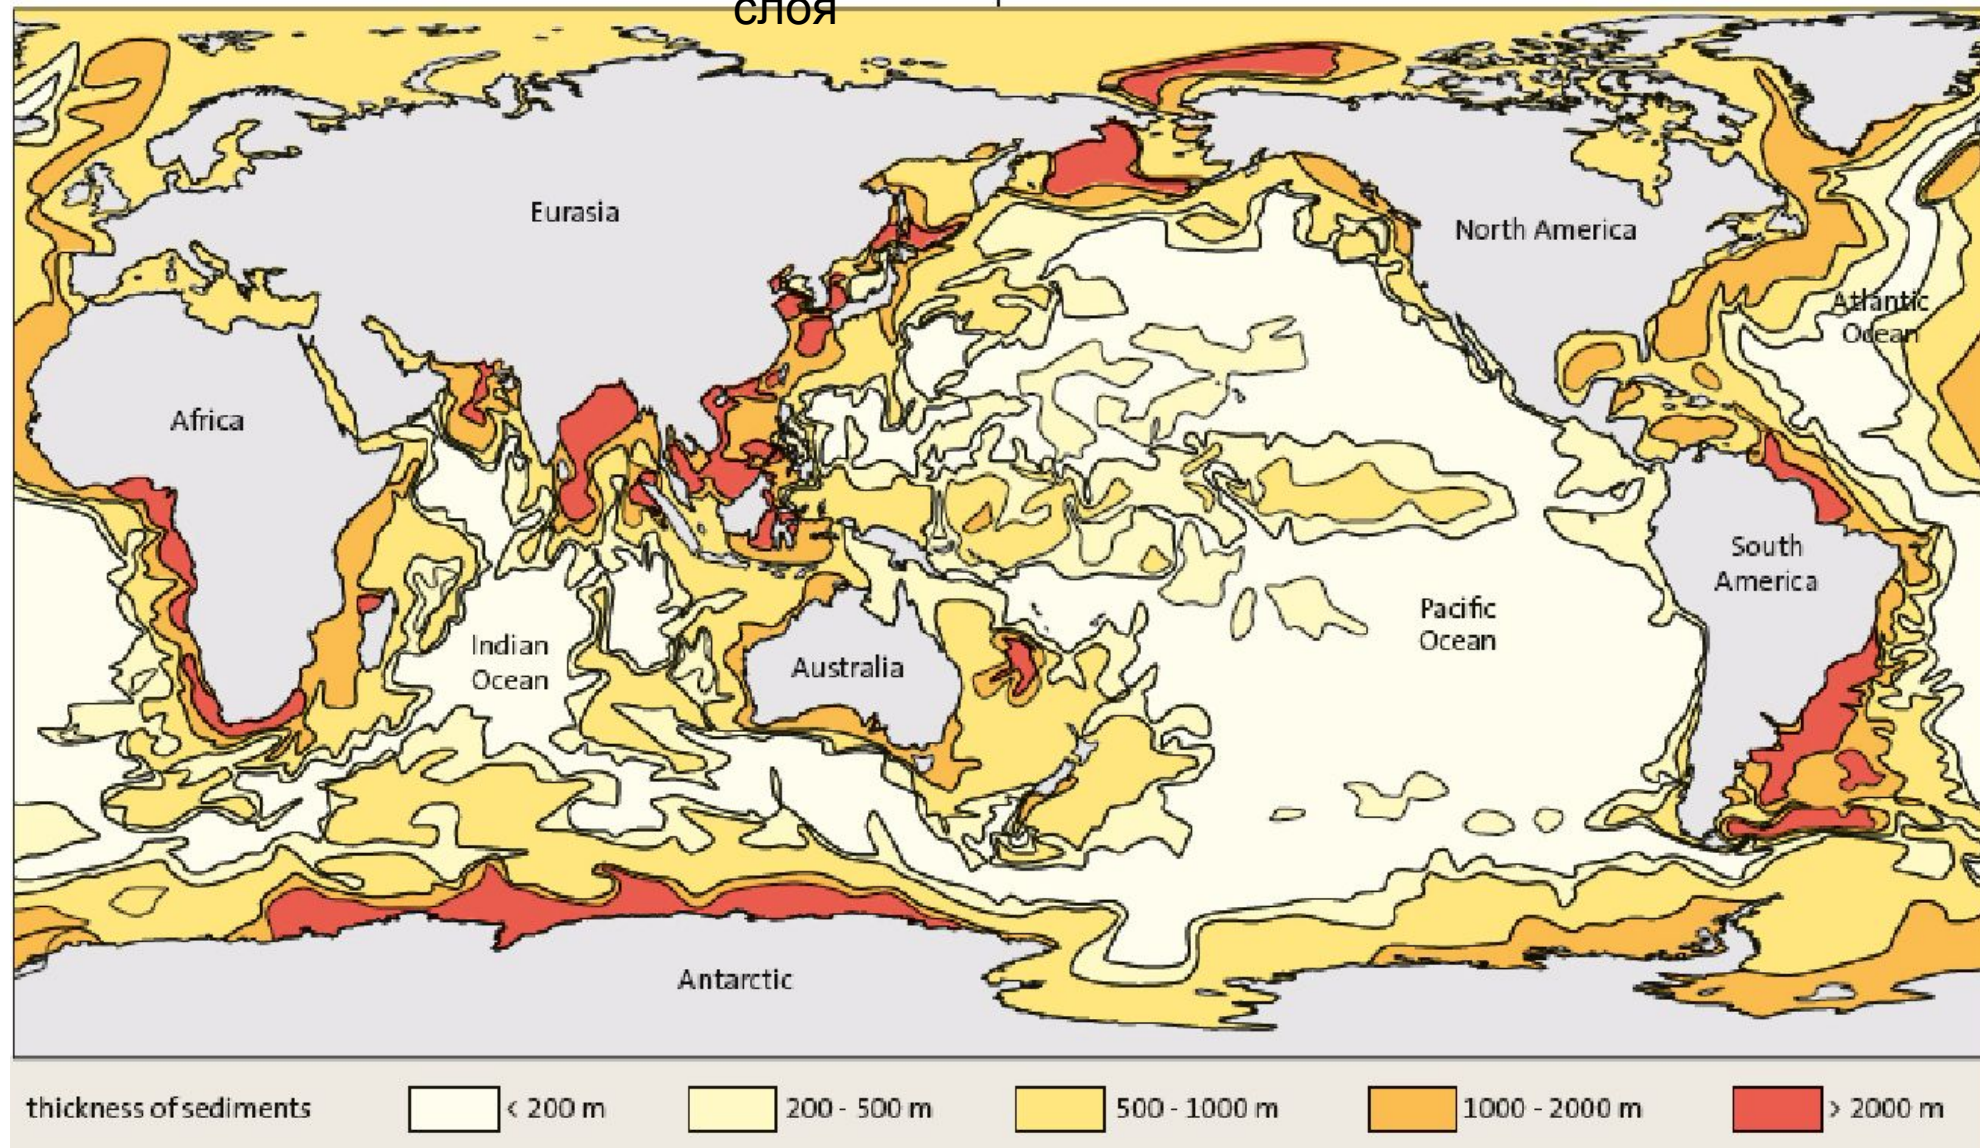 слоя
Eurasia
North America
Atlantic
Ocean
Africa
South
America
Pacific
Ocean
Indian
Ocean
Australia
Antarctic
thickness of sediments
< 200 m
200 - 500 m
500 - 1000 m
1000 - 2000 m
> 2000 m